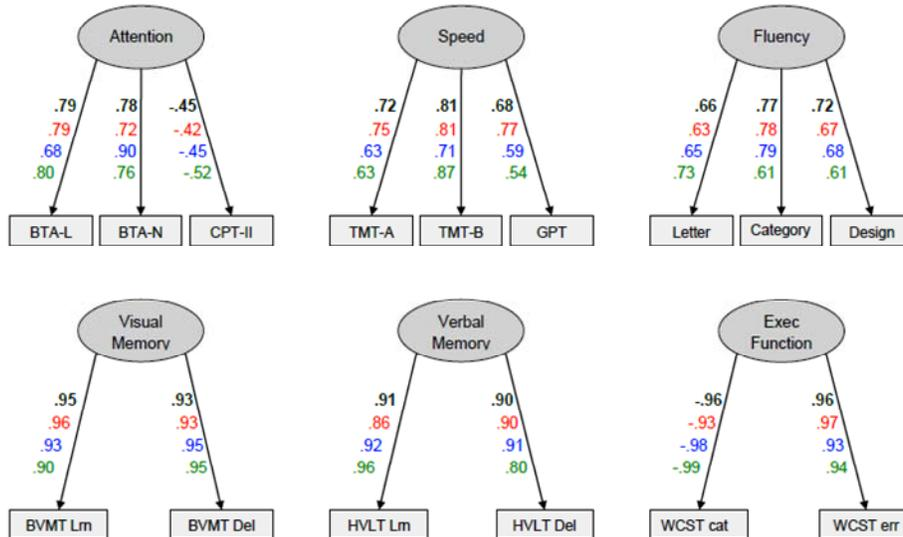 Attention Speed Fluency
.79 .78 -.45 .72 .81 .68 .66 .77 .72
.79 .72 -.42 .75 .81 .77 .63 .78 .67
.68 .90 -.45 .63 .71 .59 .65 .79 .68
.80 .76 -.52 .63 .87 .54 .73 .61 .61
BTA-L BTA-N CPT-II TMT-A TMT-B GPT Letter Category Design
Visual Verbal Exec
Memory Memory Function
.95 .93 .91 .90 -.96 .96
.96 .93 .86 .90 -.93 .97
.93 .95 .92 .91 -.98 .93
.90 .95 .96 .80 -.99 .94
BVMT Lrn BVMT Del HVLT Lrn HVLT Del WCST cat WCST err